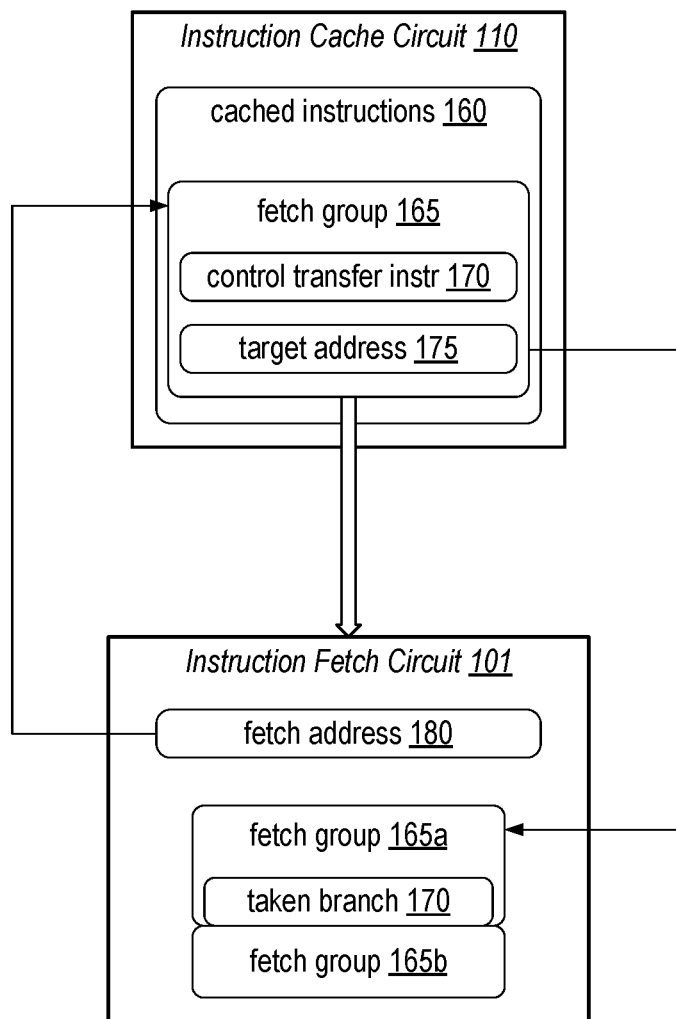 Instruction Cache Circuit 110
cached instructions 160
fetch group 165
control transfer instr 170
target address 175
Instruction Fetch Circuit 101
fetch address 180
fetch group 165a
taken branch 170
fetch group 165b